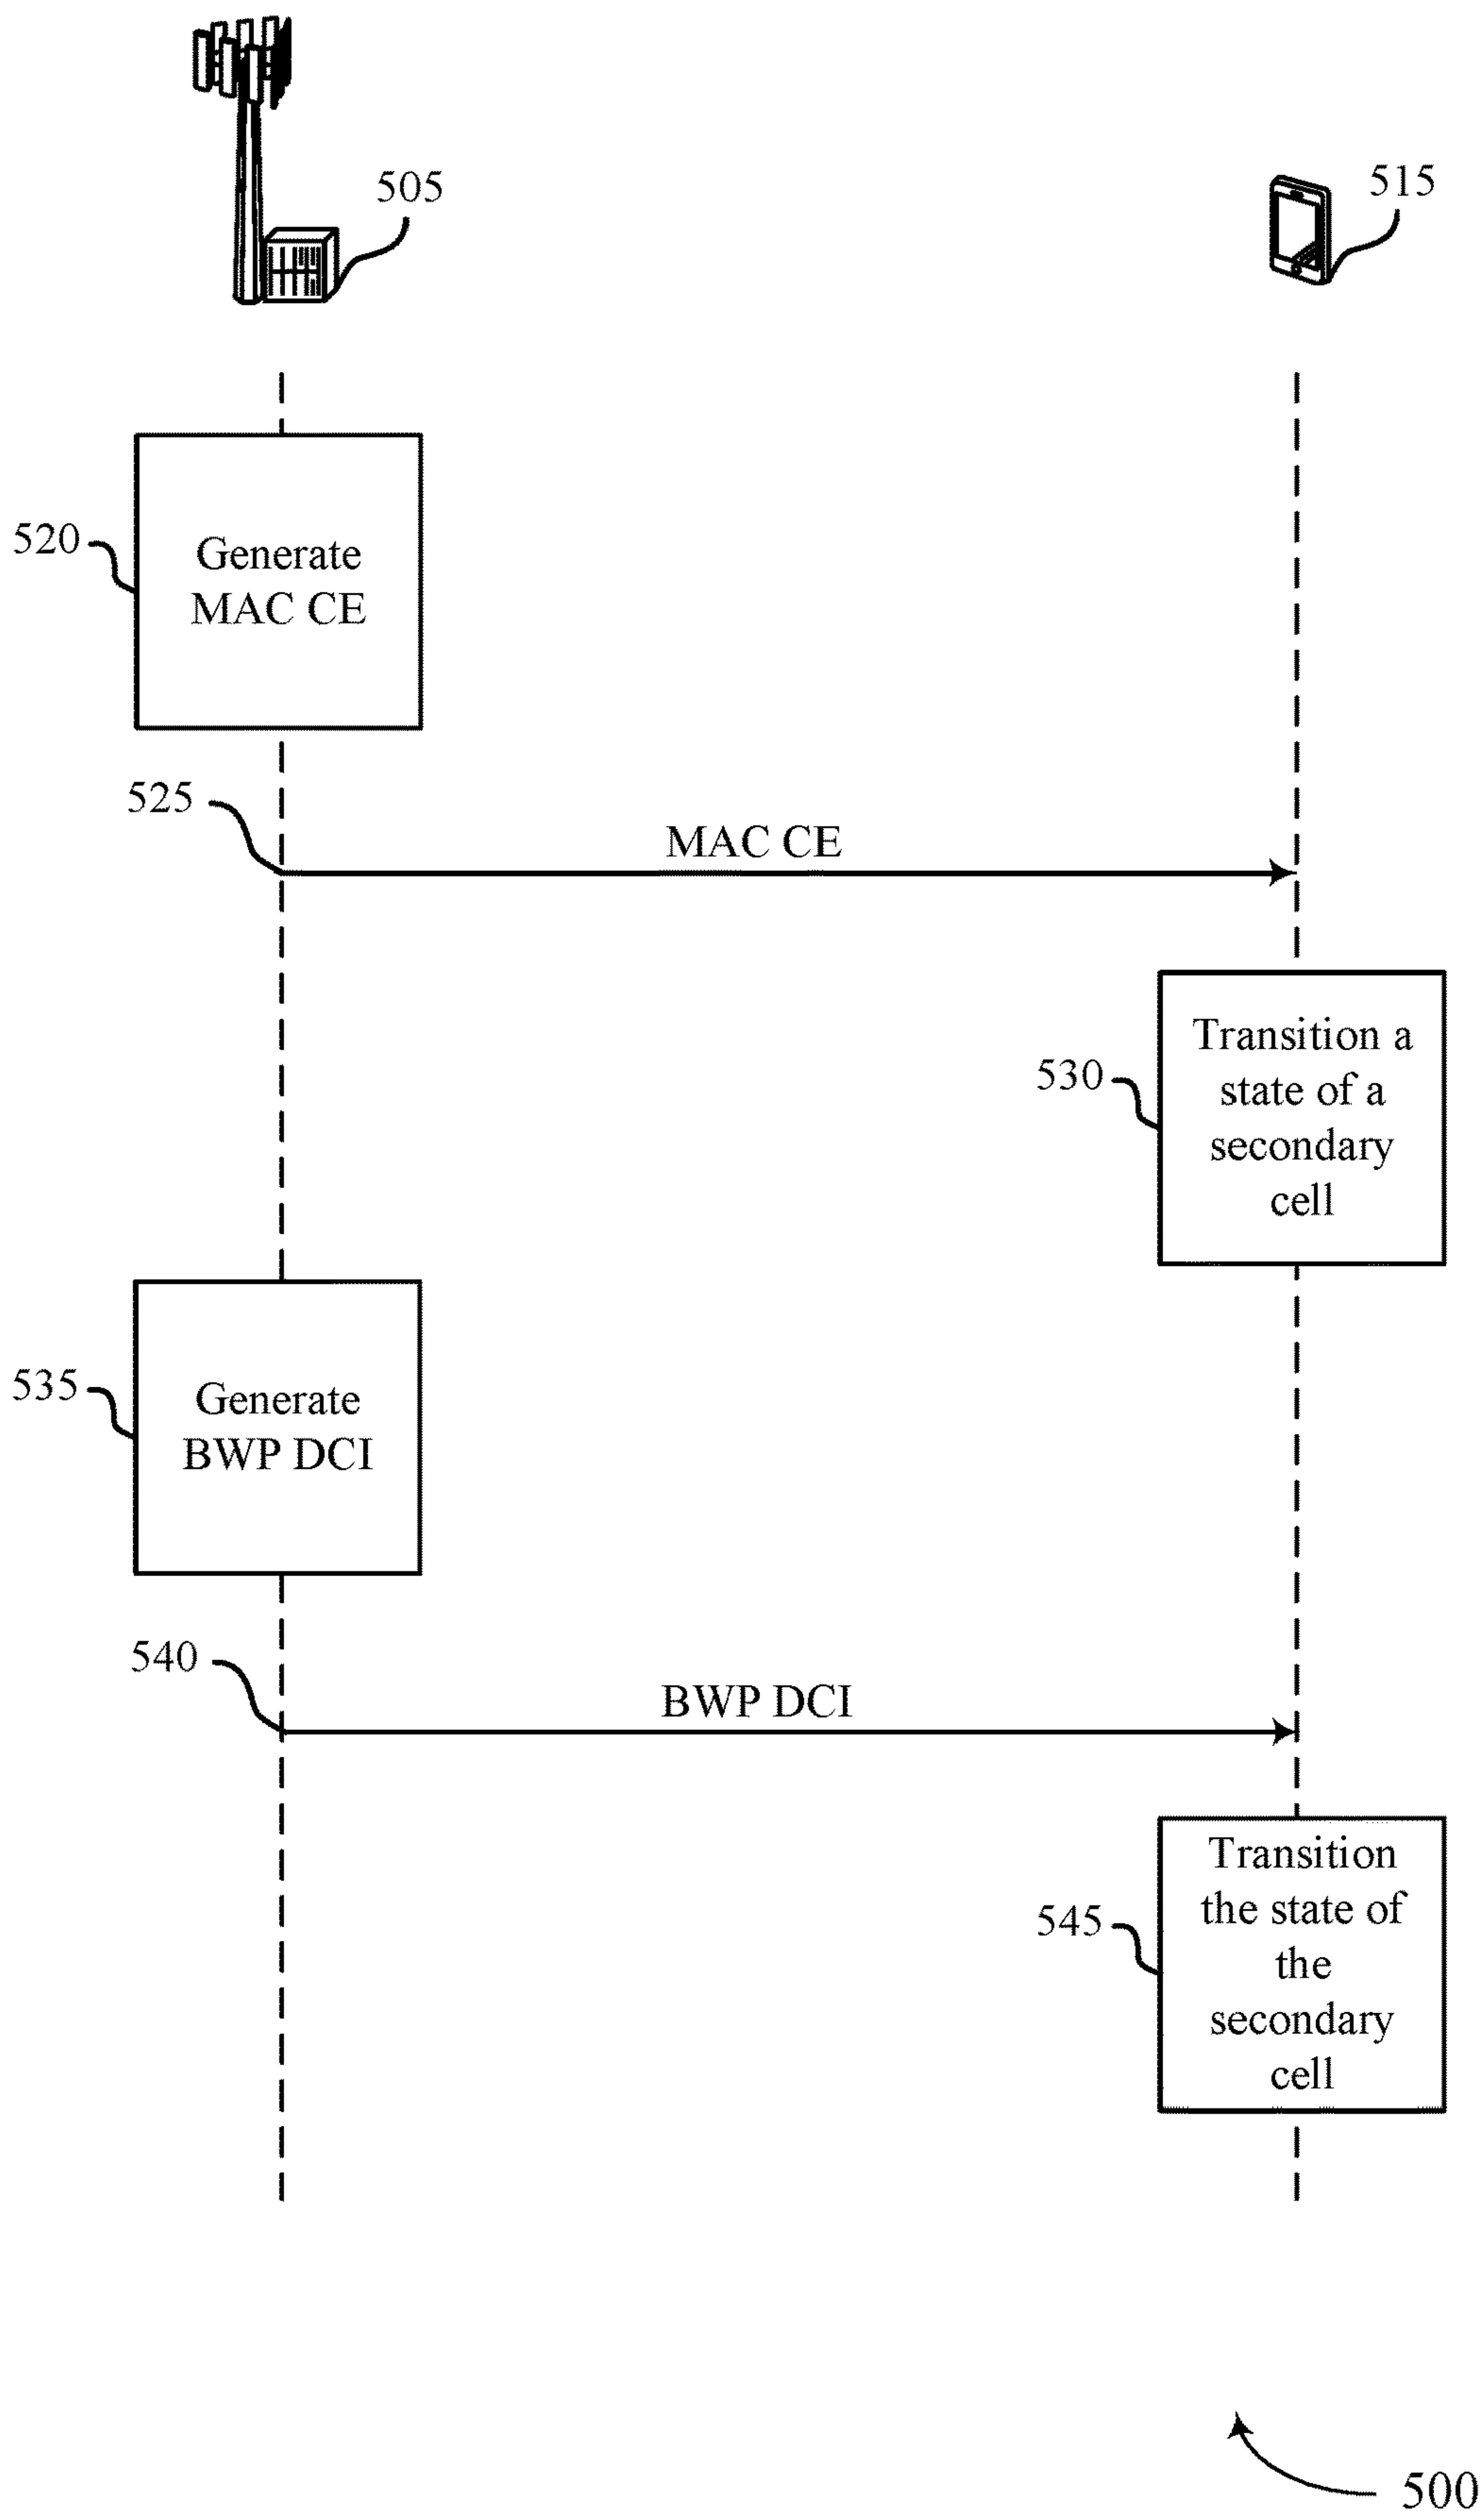 505
515
520
Generate
MAC CE
525
MAC CE
530
Transition a
state of a
secondary
cell
535
Generate
BWP DCI
540
BWP DCI
545
Transition
the state of
the
secondary
cell
500